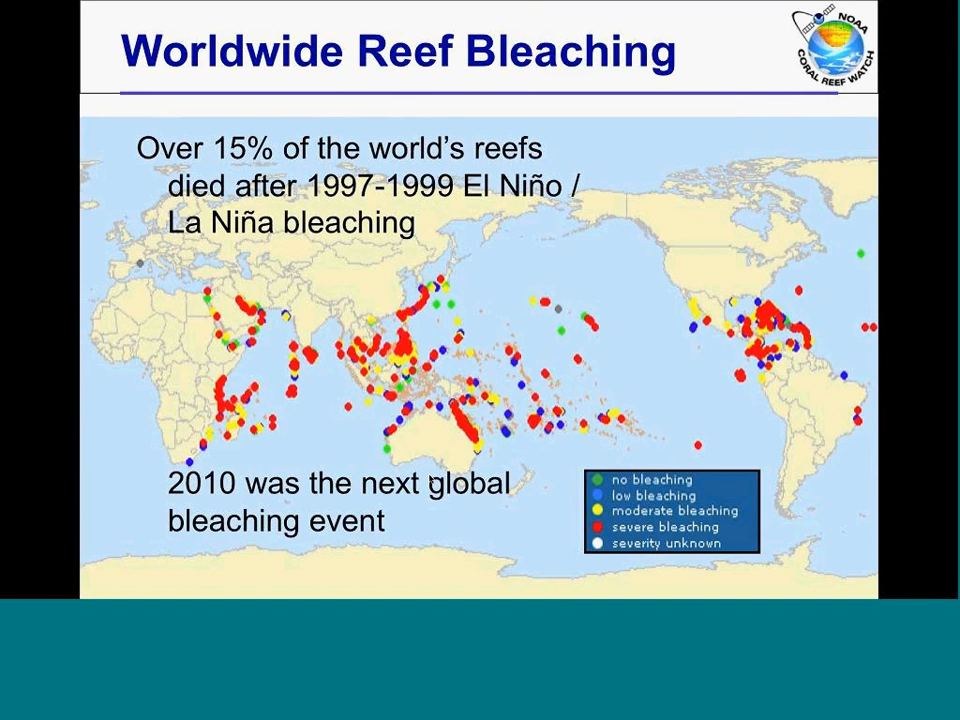 Worldwide Reef Bleaching
NOAA
CORAL REEF WATCH
Over 15% of the world’s reefs
died after 1997-1999 El Niño /
La Niña bleaching
2010 was the next global
bleaching event
no bleaching
low bleaching
moderate bleaching
severe bleaching
severity unknown